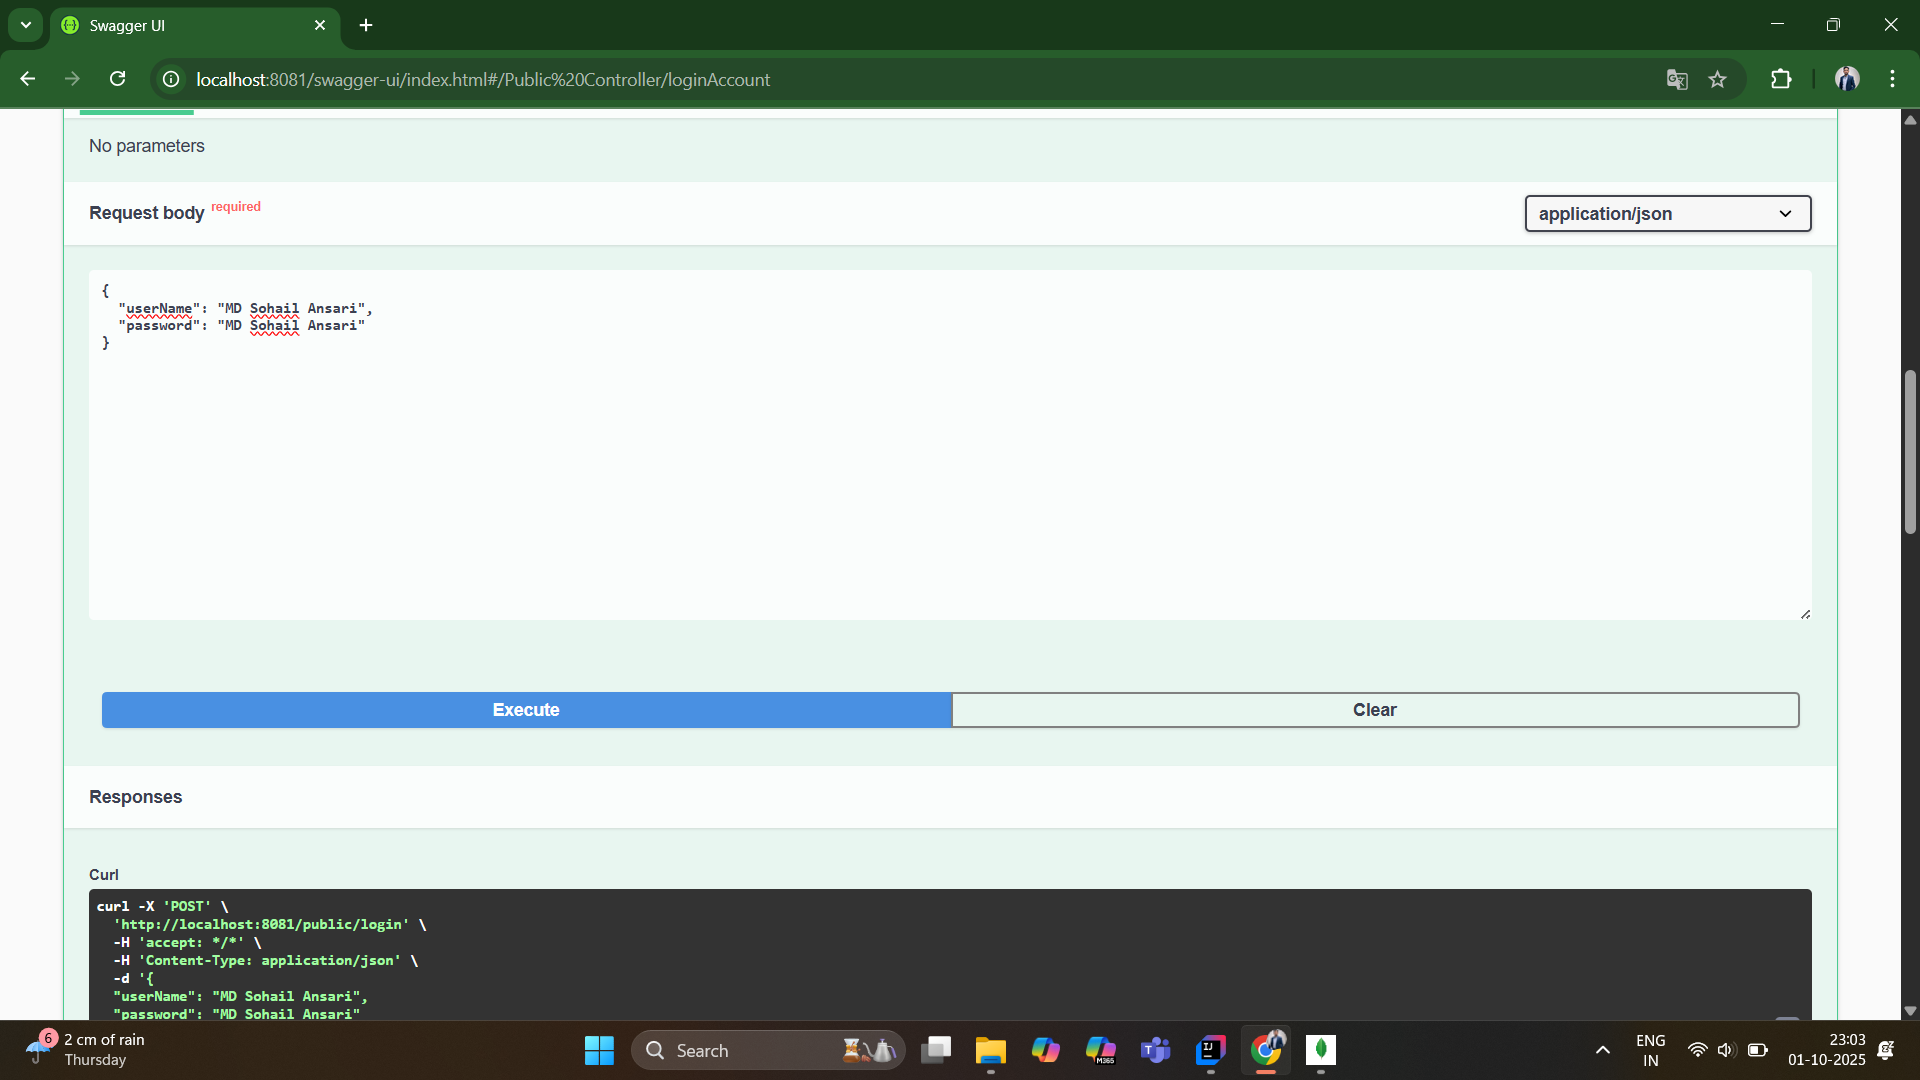 Swagger UI
localhost:8081/swagger-ui/index.html#/Public%20Controller/loginAccount
No parameters
Request body required
application/json
{
"userName": "MD Sohail Ansari",
"password": "MD Sohail Ansari"
}
Execute
Clear
Responses
Curl
curl -X 'POST' \
'http://localhost:8081/public/login' \
-H 'accept: */*' \
-H 'Content-Type: application/json' \
-d '{
"userName": "MD Sohail Ansari",
"password": "MD Sohail Ansari"
6
2 cm of rain
Thursday
Search
M365
T
IJ
ENG
IN
23:03
01-10-2025